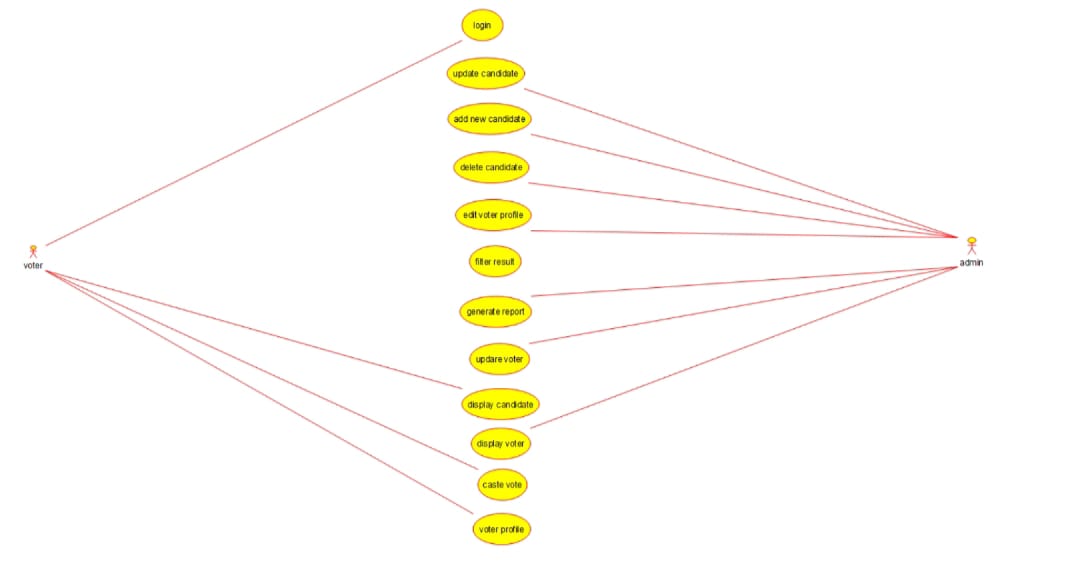 login
update candidate
add new candidate
delete candidate
edit voter profile
voter
admin
filter result
generate report
updare voter
display candidate
display voter
caste vote
voter profile